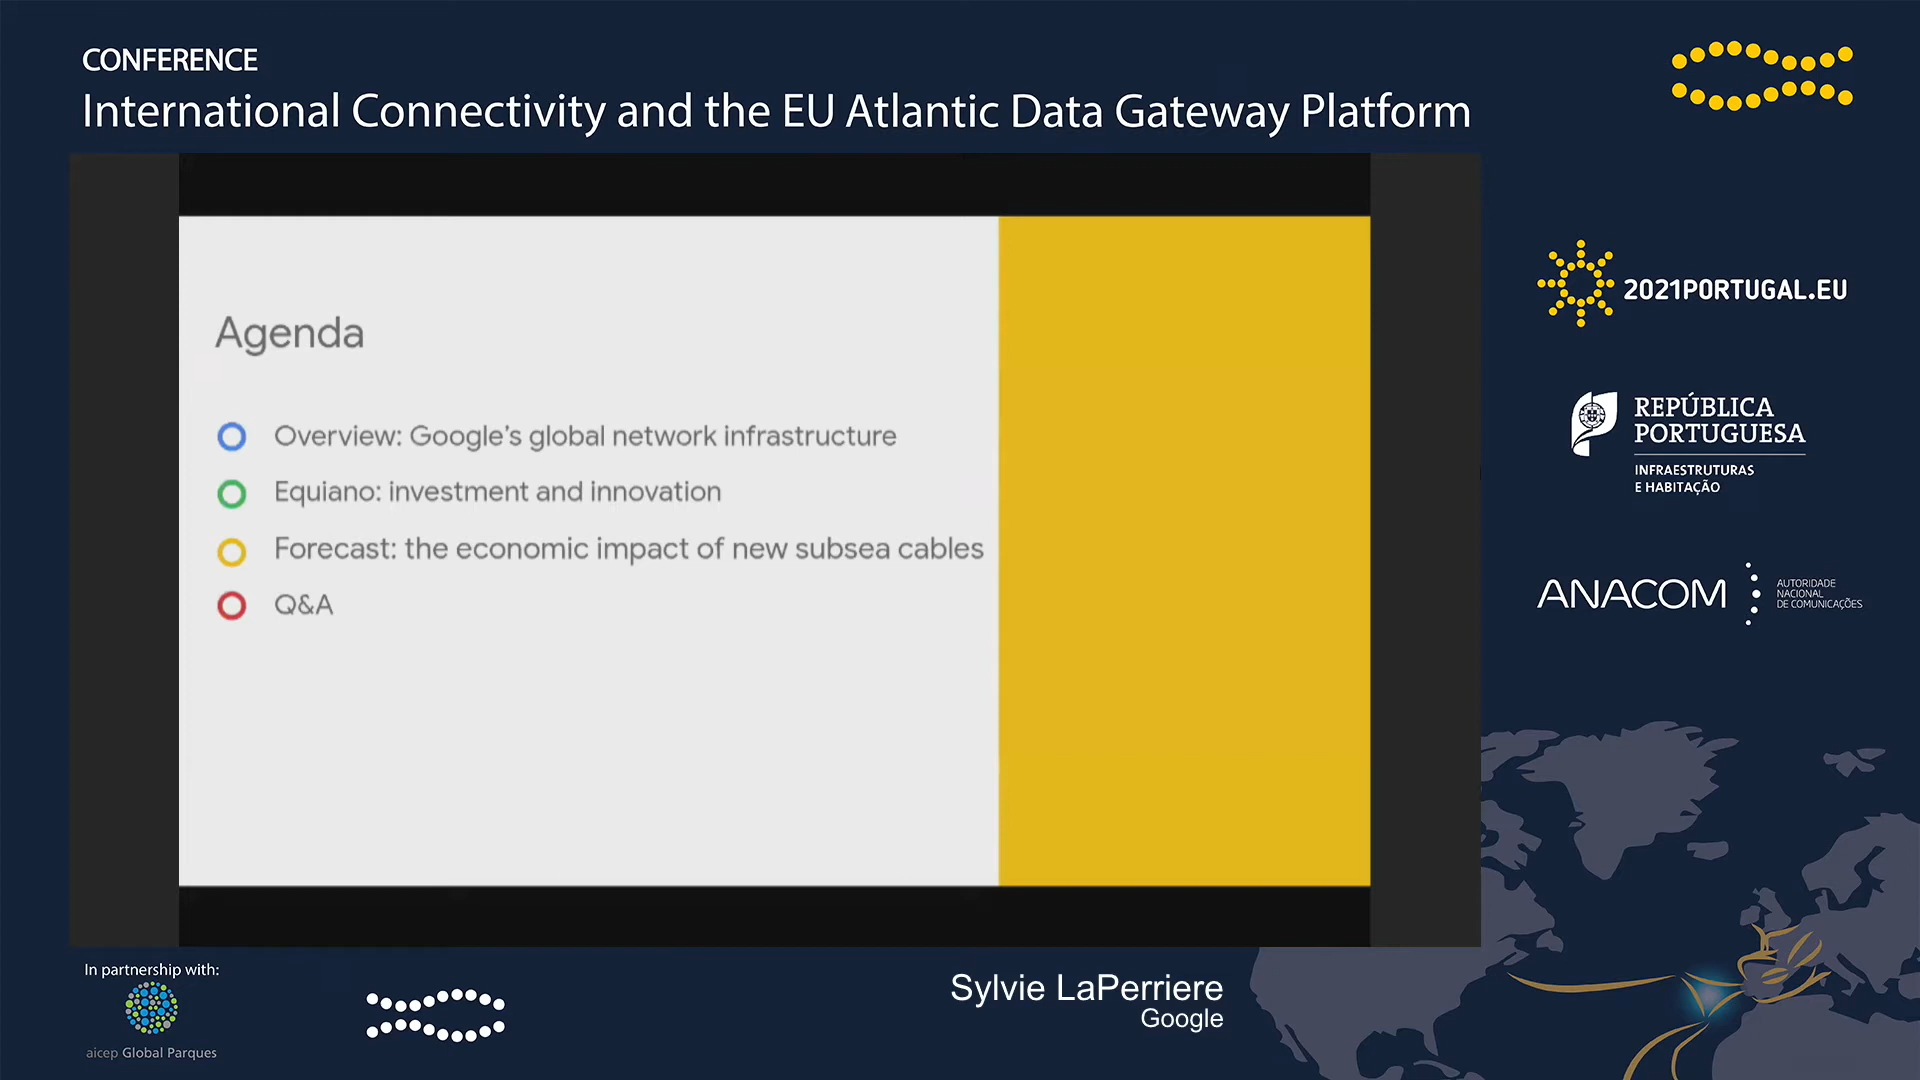 CONFERENCE
International Connectivity and the EU Atlantic Data Gateway Platform
Agenda
Overview: Google's global network infrastructure
Equiano: investment and innovation
Forecast: the economic impact of new subsea cables
Q&A
2021PORTUGAL.EU
REPÚBLICA
PORTUGUESA
INFRAESTRUTURAS
E HABITAÇÃO
ANACOM
AUTORIDADE
NACIONAL
DE COMUNICAÇÕES
In partnership with:
aicep Global Parques
Sylvie LaPerriere
Google